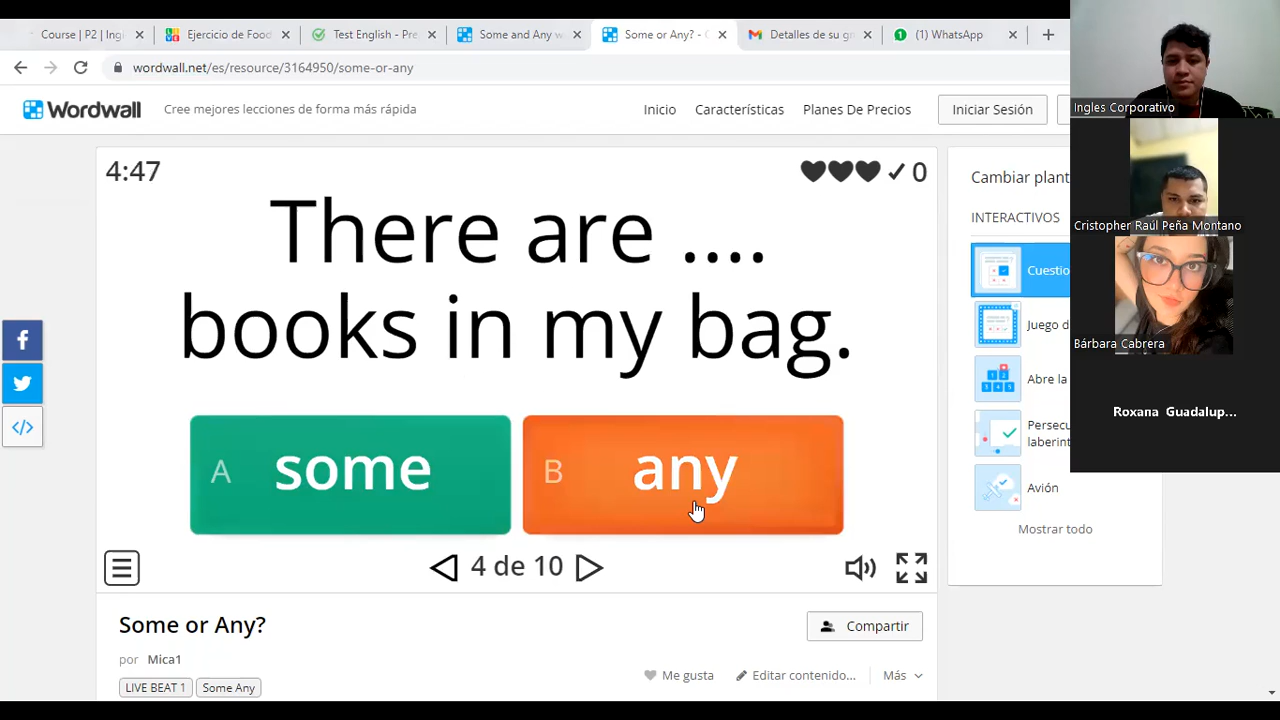 Course | P2 | Ing
Ejercicio de Food
Test English - Pre
Some and Any w
Some or Any? - 
Detalles de su gm
(1) WhatsApp
wordwall.net/es/resource/3164950/some-or-any
Wordwall
Cree mejores lecciones de forma más rápida
Inicio
Características
Planes De Precios
Iniciar Sesión
4:47
✓ 0
There are ....
books in my bag.
A some
B any
4 de 10
Some or Any?
Compartir
por Mica1
Me gusta
Editar contenido...
Más
LIVE BEAT 1
Some Any
Cambiar plant
INTERACTIVOS
Cuestio
Juego d
Abre la
Persecu
laberint
Avión
Mostrar todo
Ingles Corporativo
Cristopher Raúl Peña Montano
Bárbara Cabrera
Roxana Guadalup...